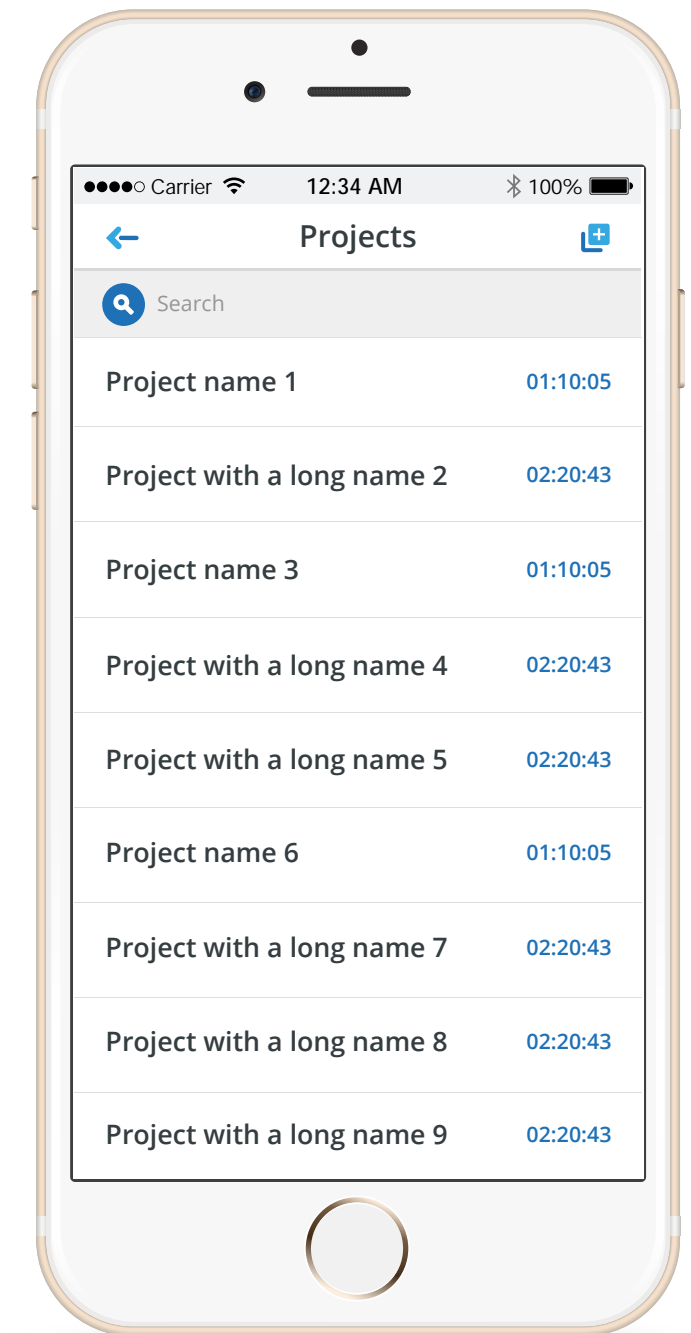 Carrier 12:34 AM 100%
Projects
Search
Project name 1 01:10:05
Project with a long name 2 02:20:43
Project name 3 01:10:05
Project with a long name 4 02:20:43
Project with a long name 5 02:20:43
Project name 6 01:10:05
Project with a long name 7 02:20:43
Project with a long name 8 02:20:43
Project with a long name 9 02:20:43